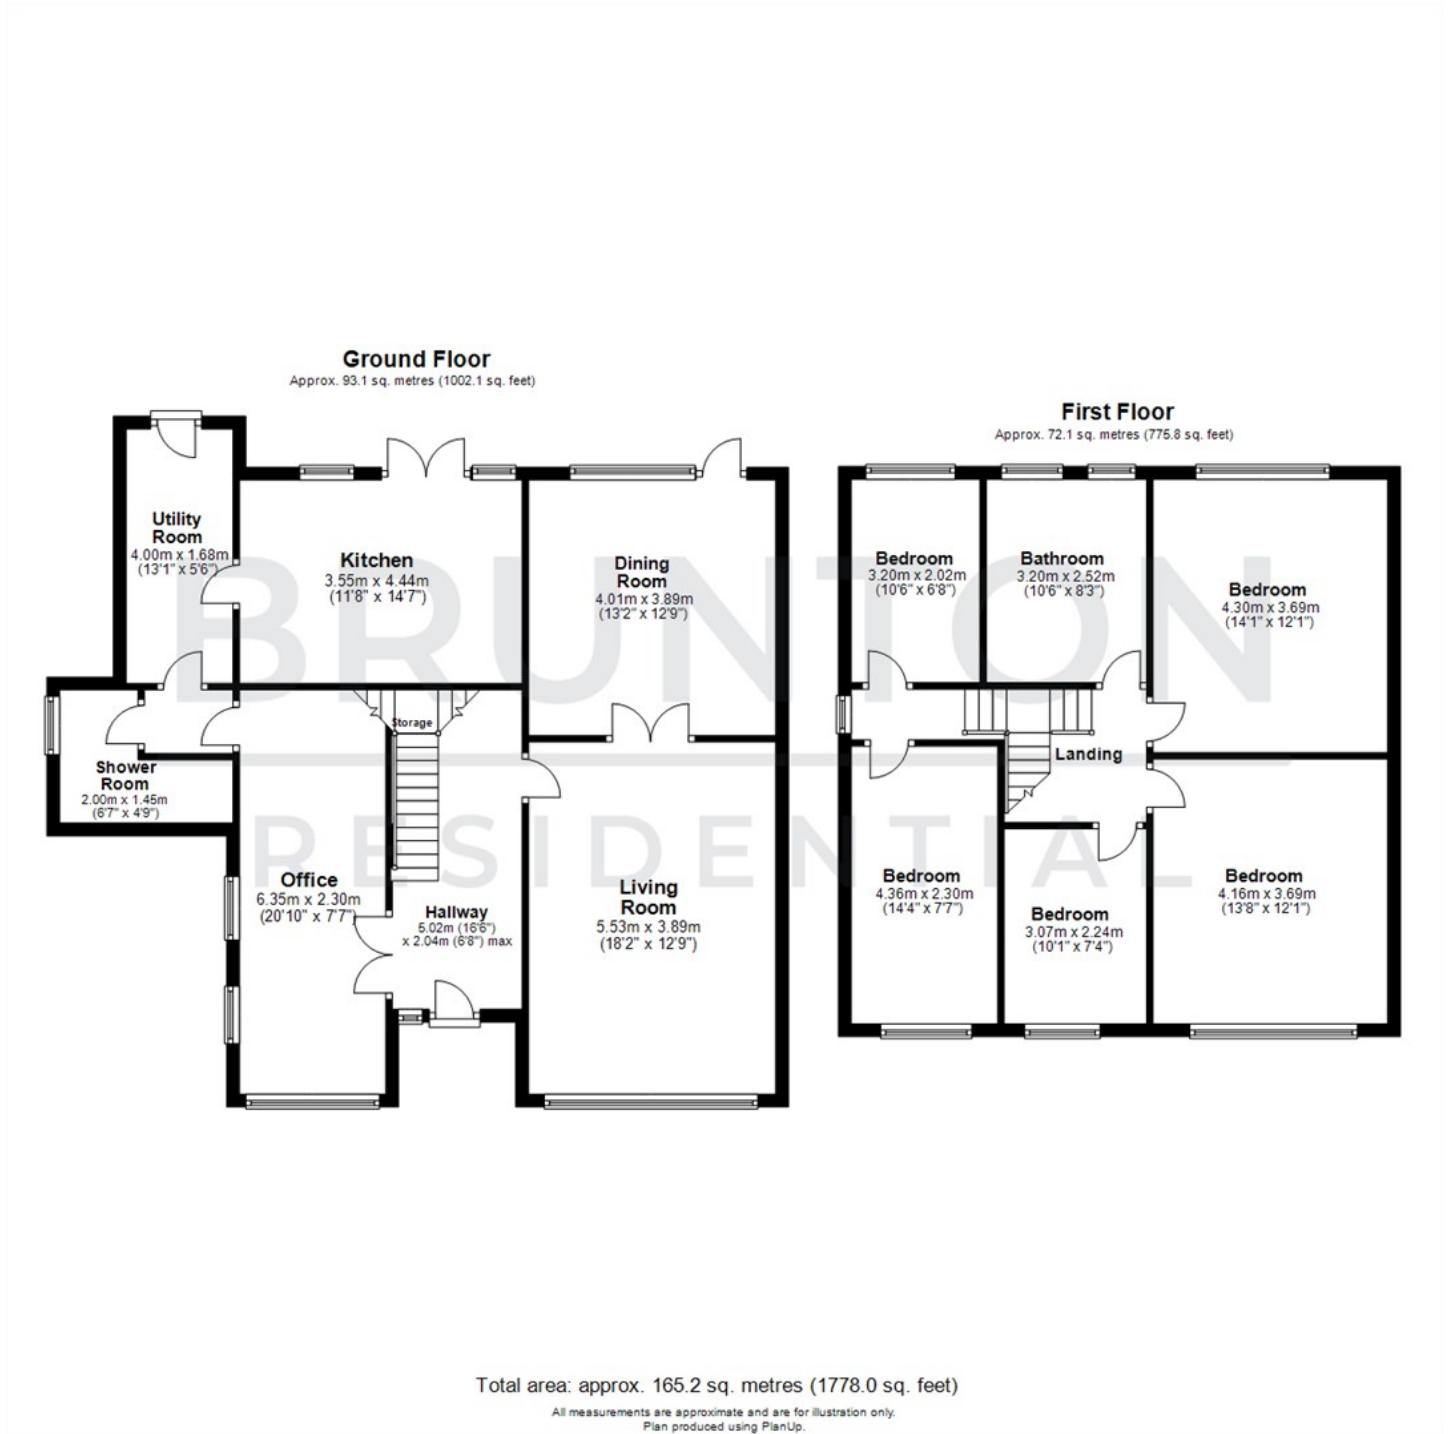 Ground Floor
Approx. 93.1 sq. metres (1002.1 sq. feet)
First Floor
Approx. 72.1 sq. metres (775.8 sq. feet)
Utility
Room
4.00m x 1.68m
(13'1" x 5'6")
Kitchen
3.55m x 4.44m
(11'8" x 14'7")
Dining
Room
4.01m x 3.89m
(13'2" x 12'9")
Bedroom
3.20m x 2.02m
(10'6" x 6'8")
Bathroom
3.20m x 2.52m
(10'6" x 8'3")
Bedroom
4.30m x 3.69m
(14'1" x 12'1")
BRUNTON
RESIDENTIAL
Storage
Landing
Shower
Room
2.00m x 1.45m
(6'7" x 4'9")
Office
6.35m x 2.30m
(20'10" x 7'7")
Hallway
5.02m (16'6")
x 2.04m (6'8") max
Living
Room
5.53m x 3.89m
(18'2" x 12'9")
Bedroom
4.36m x 2.30m
(14'4" x 7'7")
Bedroom
3.07m x 2.24m
(10'1" x 7'4")
Bedroom
4.16m x 3.69m
(13'8" x 12'1")
Total area: approx. 165.2 sq. metres (1778.0 sq. feet)
All measurements are approximate and are for illustration only.
Plan produced using PlanUp.